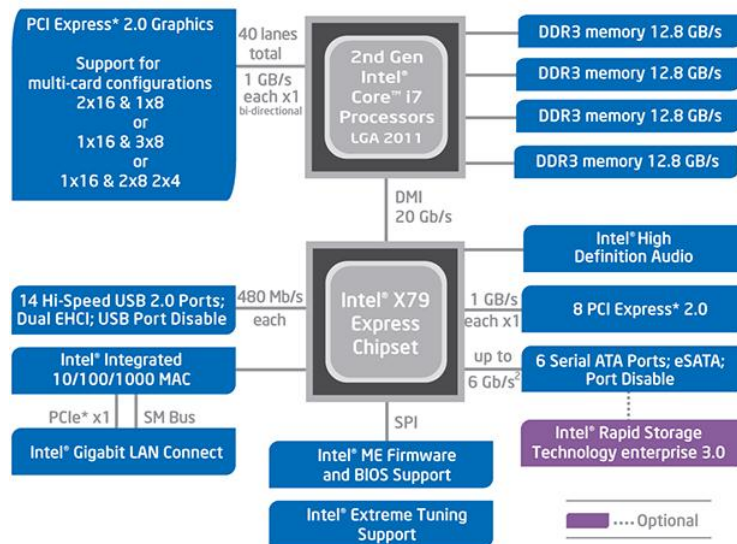 PCI Express* 2.0 Graphics
Support for
multi-card configurations
2x16 & 1x8
or
1x16 & 3x8
or
1x16 & 2x8 2x4
40 lanes
total
1 GB/s
each x1
bi-directional
2nd Gen
Intel®
Core™ i7
Processors
LGA 2011
DDR3 memory 12.8 GB/s
DDR3 memory 12.8 GB/s
DDR3 memory 12.8 GB/s
DDR3 memory 12.8 GB/s
DMI
20 Gb/s
Intel® High
Definition Audio
14 Hi-Speed USB 2.0 Ports;
Dual EHCI; USB Port Disable
480 Mb/s
each
Intel® X79
Express
Chipset
1 GB/s
each x1
8 PCI Express* 2.0
Intel® Integrated
10/100/1000 MAC
up to
6 Gb/s²
6 Serial ATA Ports; eSATA;
Port Disable
PCIe* x1
SM Bus
SPI
Intel® Gigabit LAN Connect
Intel® ME Firmware
and BIOS Support
Intel® Rapid Storage
Technology enterprise 3.0
Intel® Extreme Tuning
Support
Optional